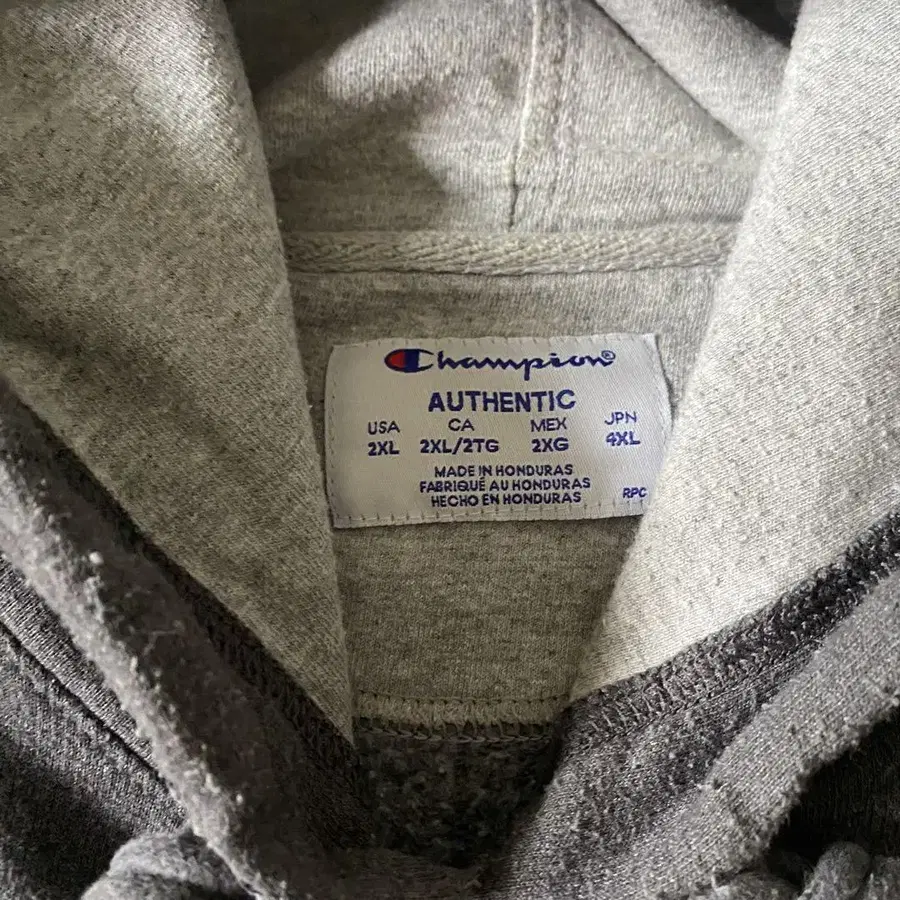 Champion®
AUTHENTIC
USA CA MEX JPN
2XL 2XL/2TG 2XG 4XL
MADE IN HONDURAS
FABRIQUÉ AU HONDURAS
HECHO EN HONDURAS RPC